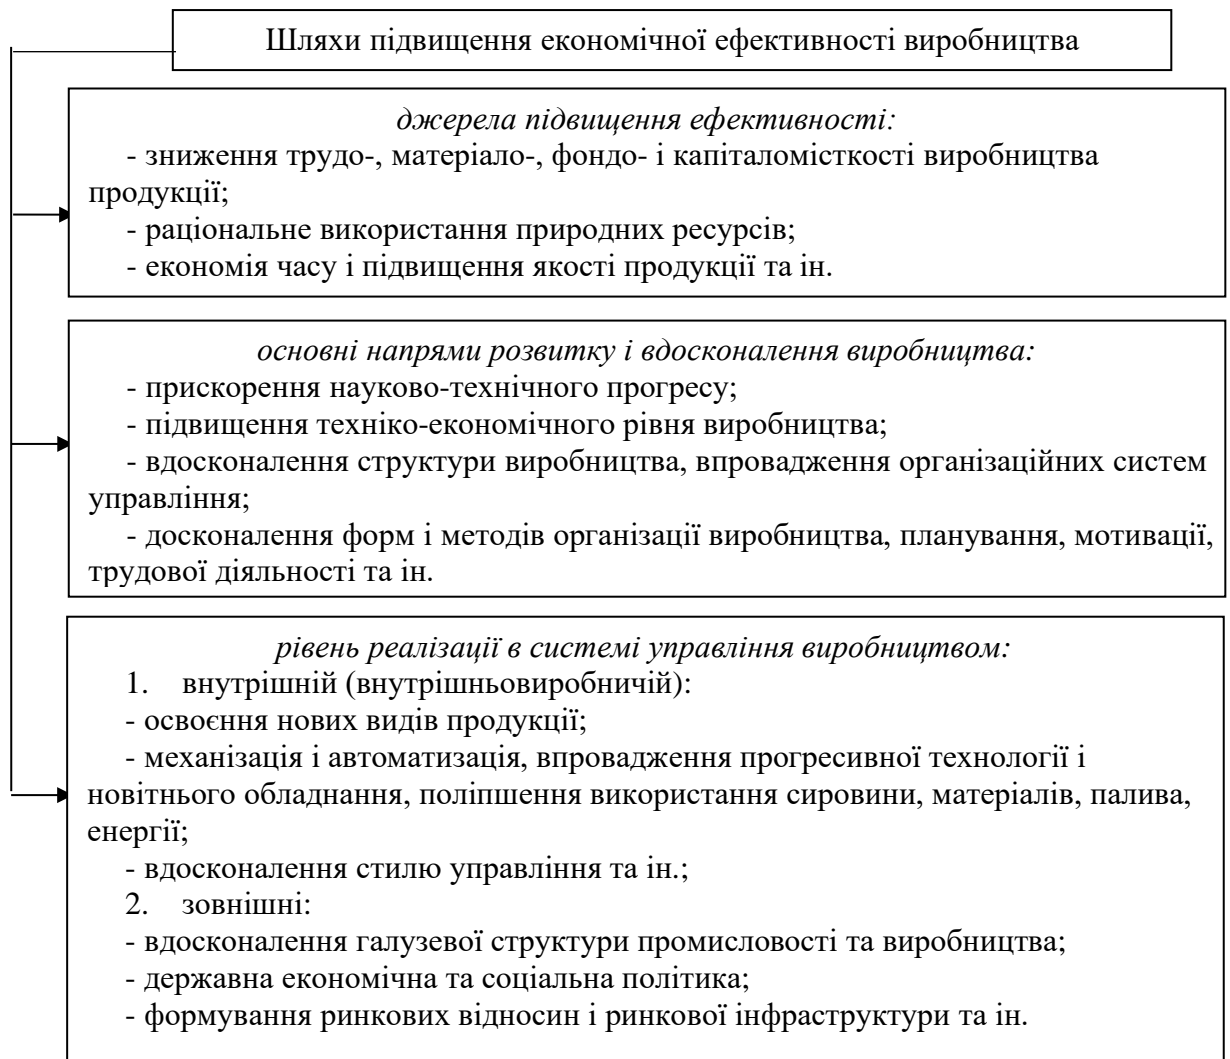 Шляхи підвищення економічної ефективності виробництва
джерела підвищення ефективності:
- зниження трудо-, матеріало-, фондо- і капіталомісткості виробництва
продукції;
- раціональне використання природних ресурсів;
- економія часу і підвищення якості продукції та ін.
основні напрями розвитку і вдосконалення виробництва:
- прискорення науково-технічного прогресу;
- підвищення техніко-економічного рівня виробництва;
- вдосконалення структури виробництва, впровадження організаційних систем
управління;
- досконалення форм і методів організації виробництва, планування, мотивації,
трудової діяльності та ін.
рівень реалізації в системі управління виробництвом:
1. внутрішній (внутрішньовиробничій):
- освоєння нових видів продукції;
- механізація і автоматизація, впровадження прогресивної технології і
новітнього обладнання, поліпшення використання сировини, матеріалів, палива,
енергії;
- вдосконалення стилю управління та ін.;
2. зовнішні:
- вдосконалення галузевої структури промисловості та виробництва;
- державна економічна та соціальна політика;
- формування ринкових відносин і ринкової інфраструктури та ін.